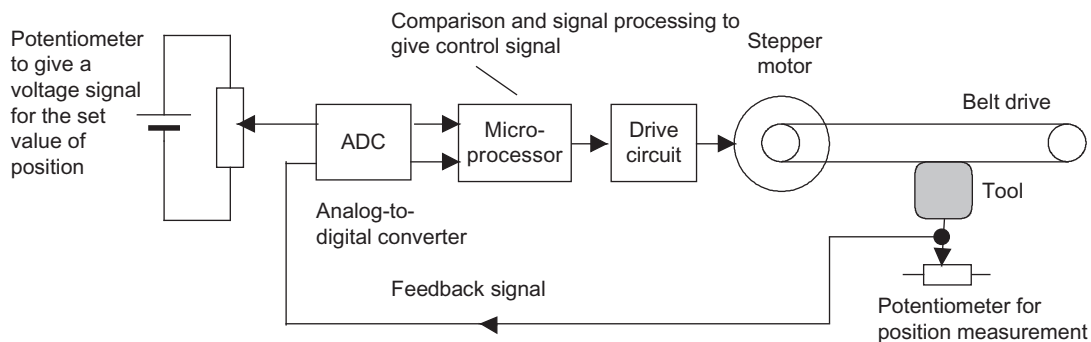 Potentiometer
to give a
voltage signal
for the set
value of
position
Comparison and signal processing to
give control signal
Stepper
motor
Belt drive
ADC
Micro-
processor
Drive
circuit
Tool
Analog-to-
digital converter
Feedback signal
Potentiometer for
position measurement